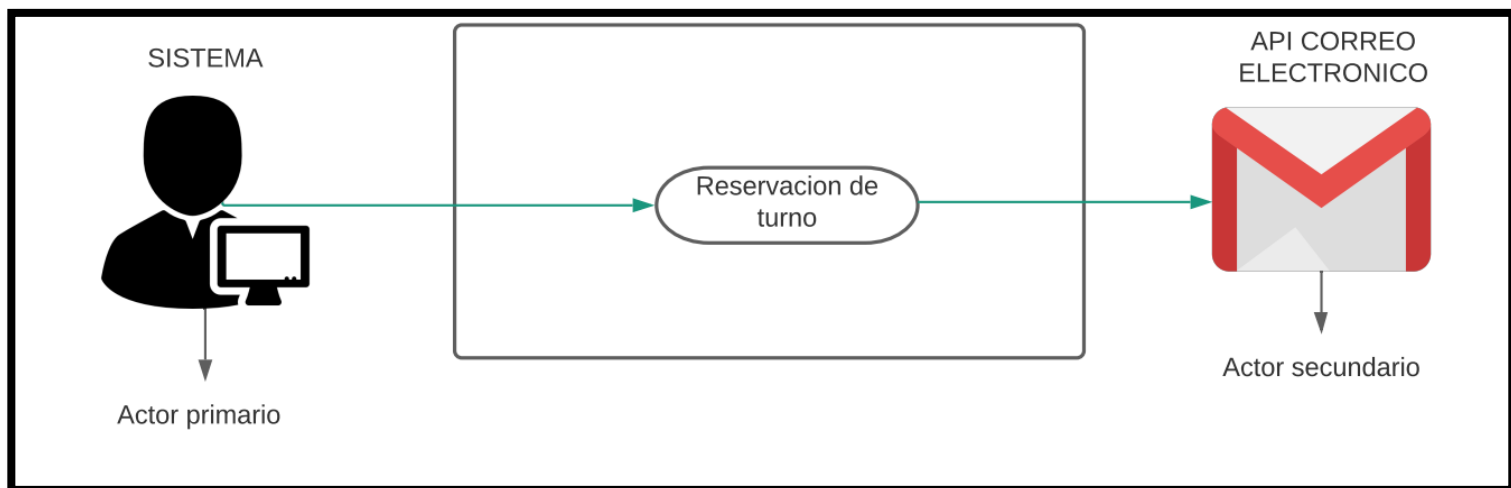 SISTEMA
API CORREO
ELECTRONICO
Reservacion de
turno
Actor primario
Actor secundario